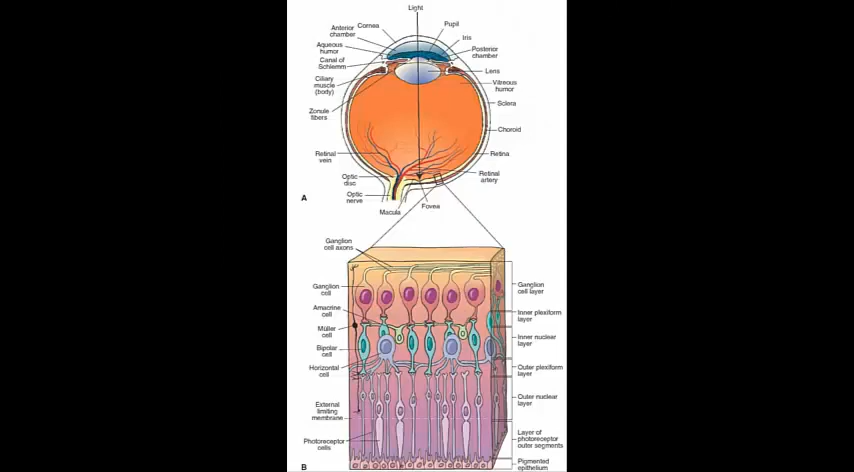 Light
Cornea
Pupil
Anterior
chamber
Iris
Aqueous
humor
Posterior
chamber
Canal of
Schlemm
Lens
Ciliary
muscle
(body)
Vitreous
humor
Zonule
fibers
Sclera
Choroid
Retinal
vein
Retina
Optic
disc
Retinal
artery
Optic
nerve
A
Macula
Fovea
Ganglion
cell axons
Ganglion
cell
Ganglion
cell layer
Amacrine
cell
Inner plexiform
layer
Müller
cell
Inner nuclear
layer
Bipolar
cell
Horizontal
cell
Outer plexiform
layer
Outer nuclear
layer
External
limiting
membrane
Photoreceptor
cells
Layer of
photoreceptor
outer segments
B
Pigmented
epithelium